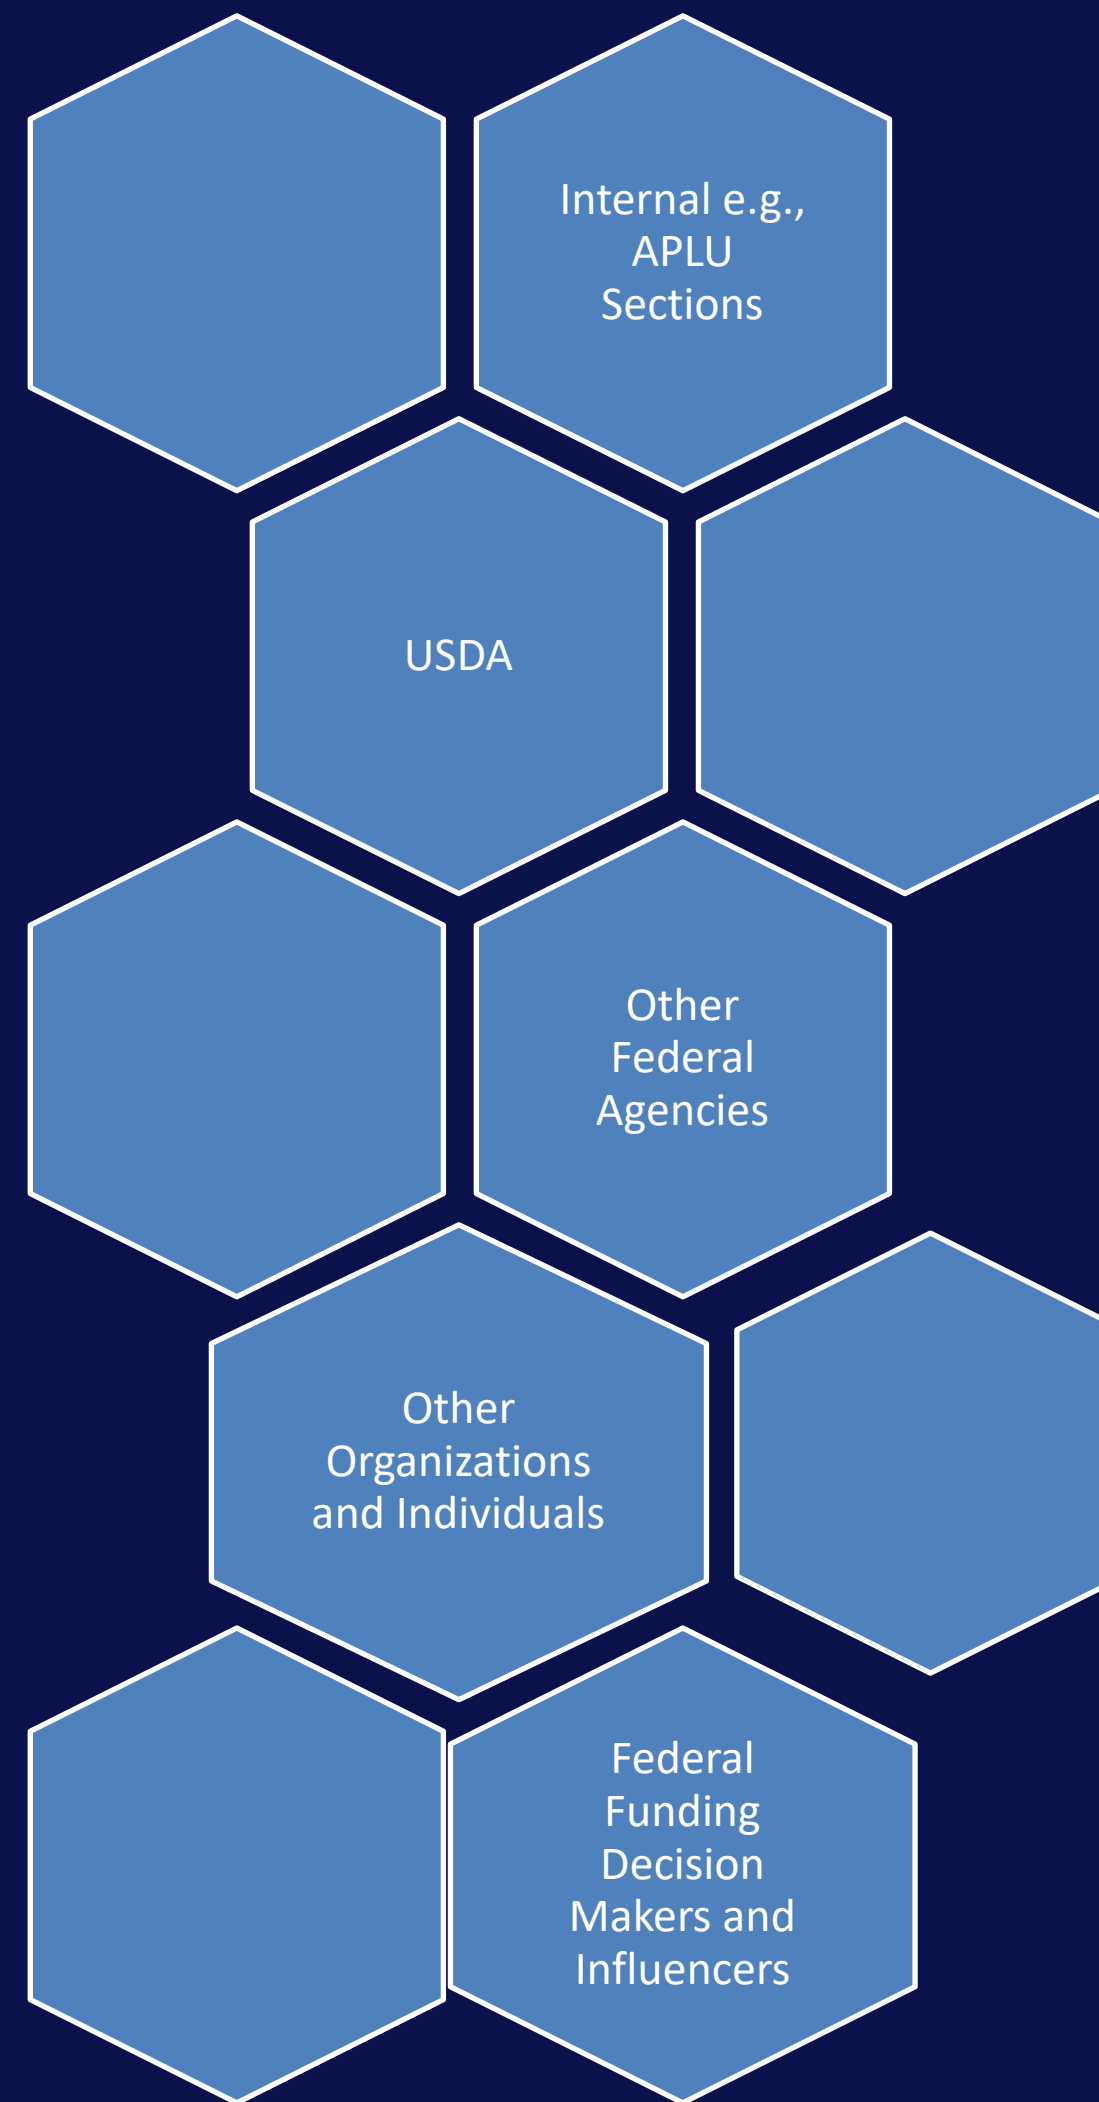 Internal e.g.,
APLU
Sections
USDA
Other
Federal
Agencies
Other
Organizations
and Individuals
Federal
Funding
Decision
Makers and
Influencers